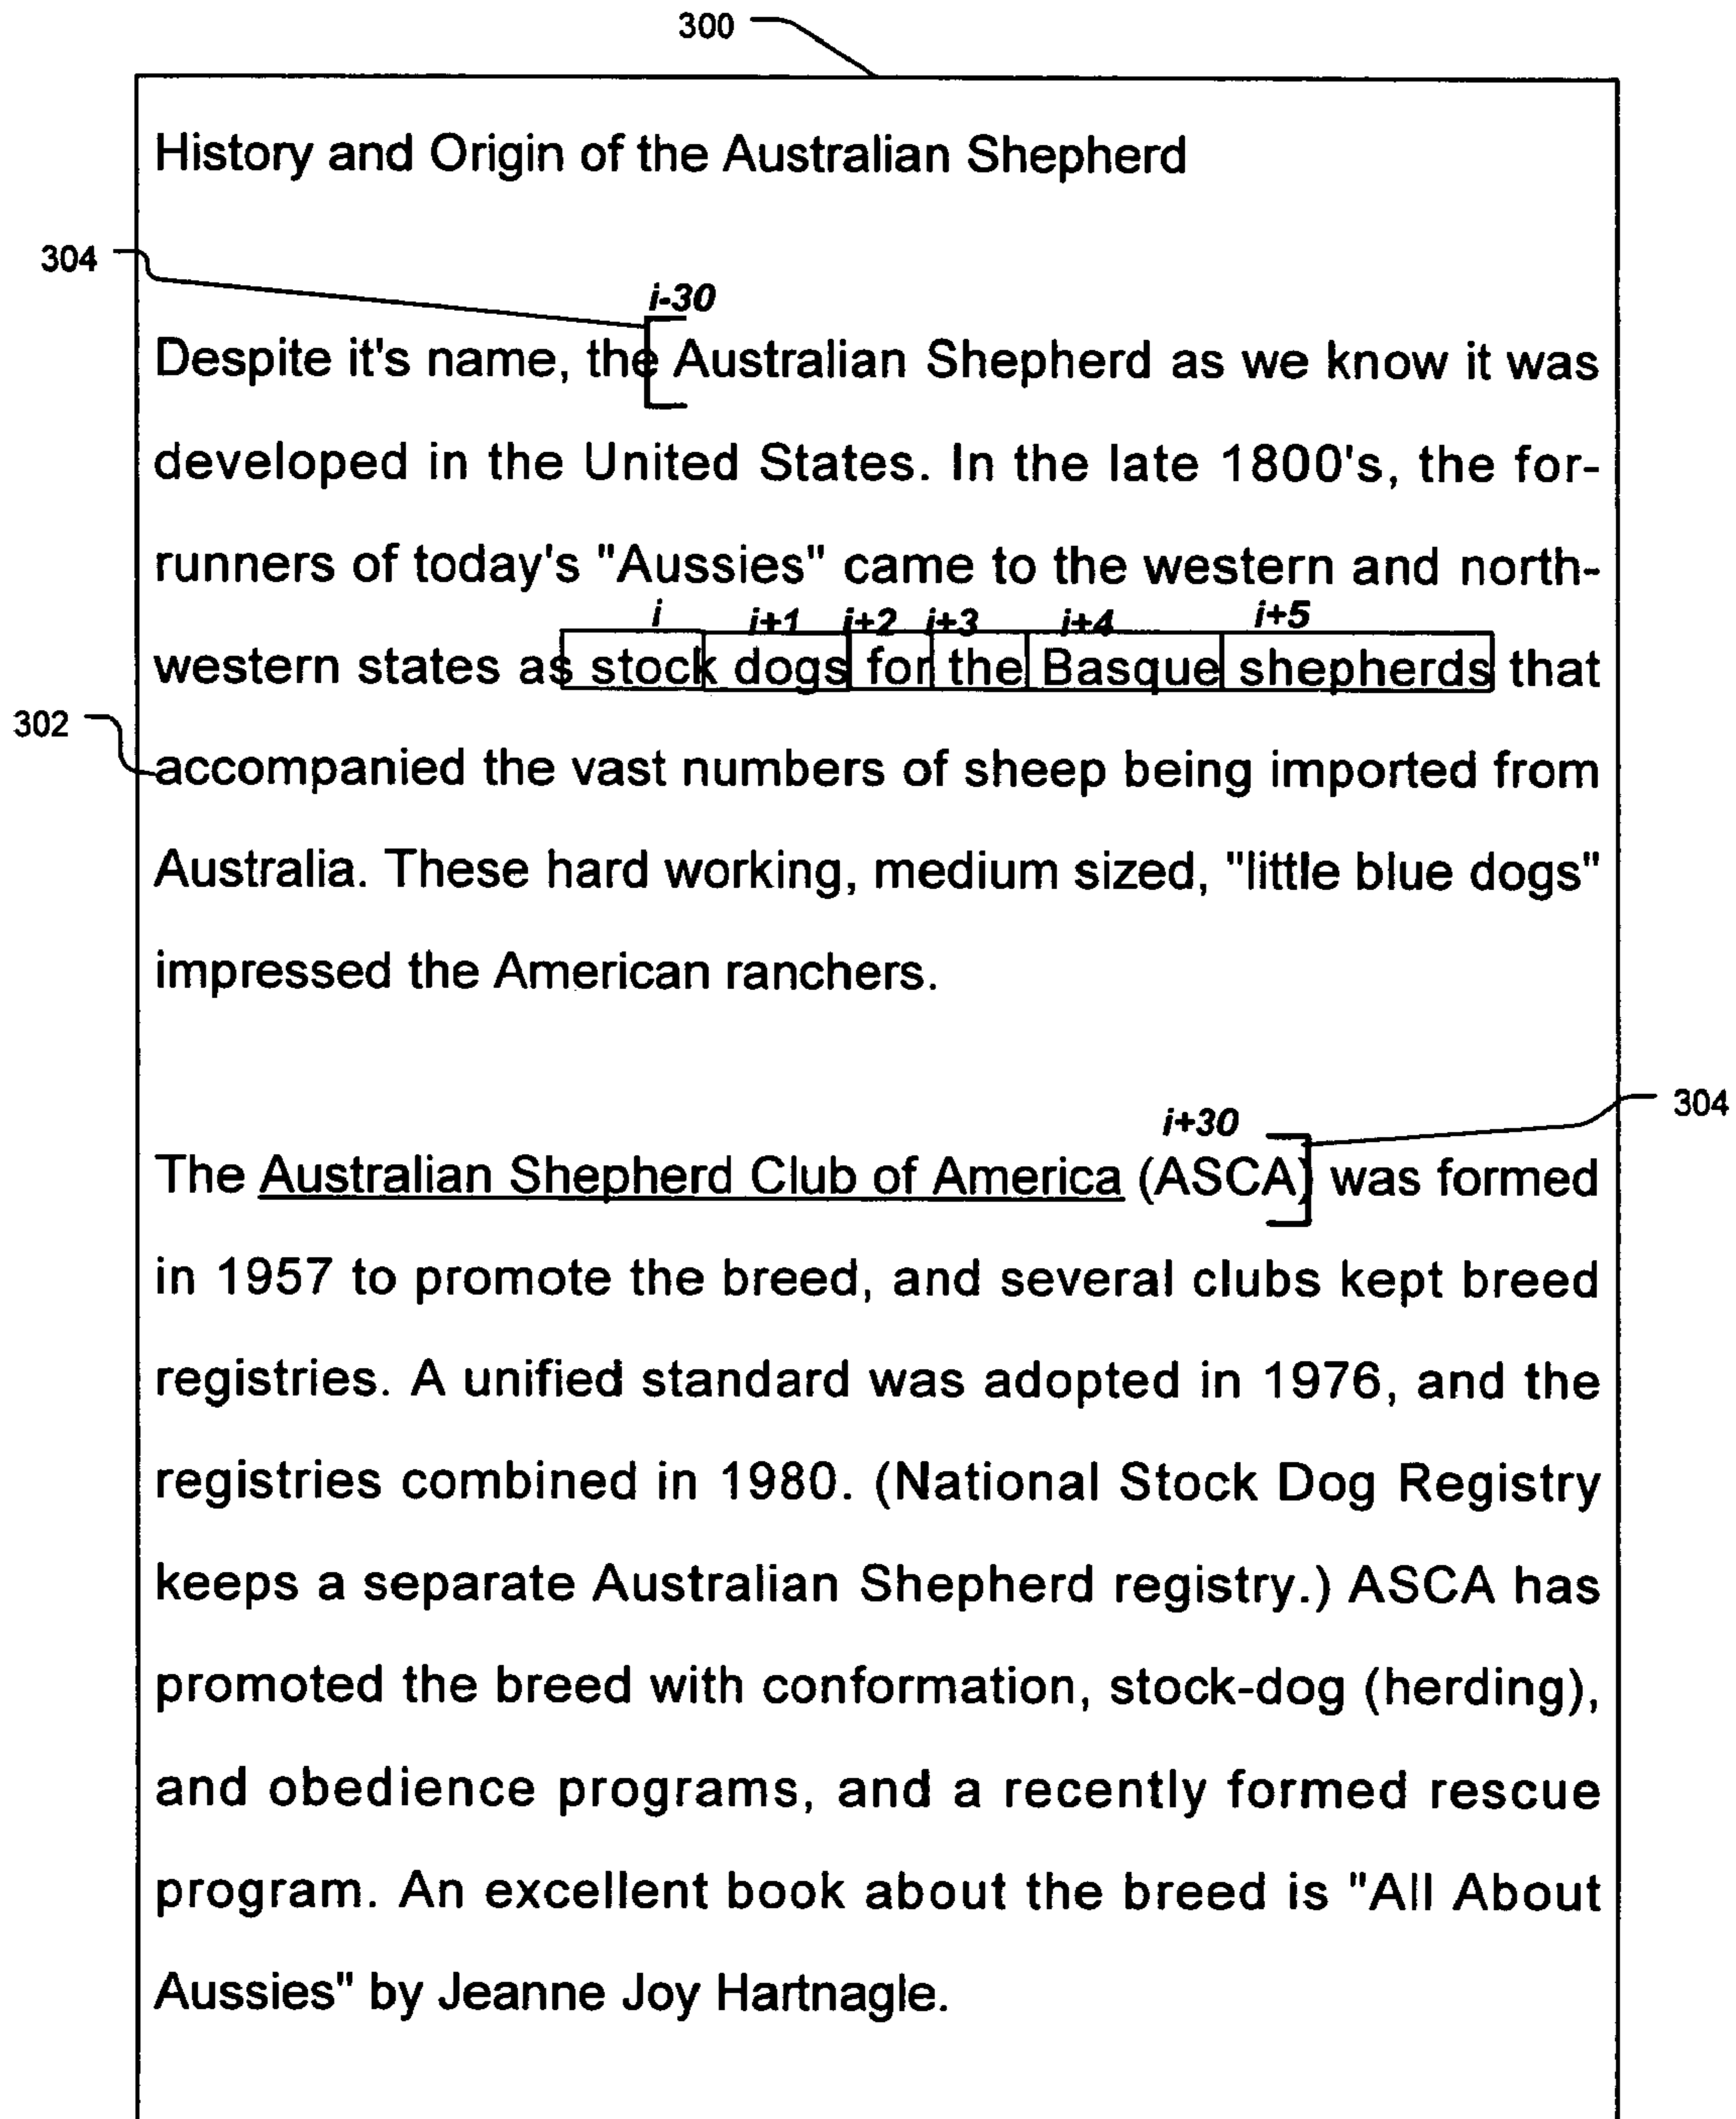 300
History and Origin of the Australian Shepherd
304
i-30
Despite it's name, the Australian Shepherd as we know it was
developed in the United States. In the late 1800's, the for-
runners of today's "Aussies" came to the western and north-
i i+1 i+2 i+3 i+4 i+5
western states as stock dogs for the Basque shepherds that
302
accompanied the vast numbers of sheep being imported from
Australia. These hard working, medium sized, "little blue dogs"
impressed the American ranchers.
304
i+30
The Australian Shepherd Club of America (ASCA) was formed
in 1957 to promote the breed, and several clubs kept breed
registries. A unified standard was adopted in 1976, and the
registries combined in 1980. (National Stock Dog Registry
keeps a separate Australian Shepherd registry.) ASCA has
promoted the breed with conformation, stock-dog (herding),
and obedience programs, and a recently formed rescue
program. An excellent book about the breed is "All About
Aussies" by Jeanne Joy Hartnagle.